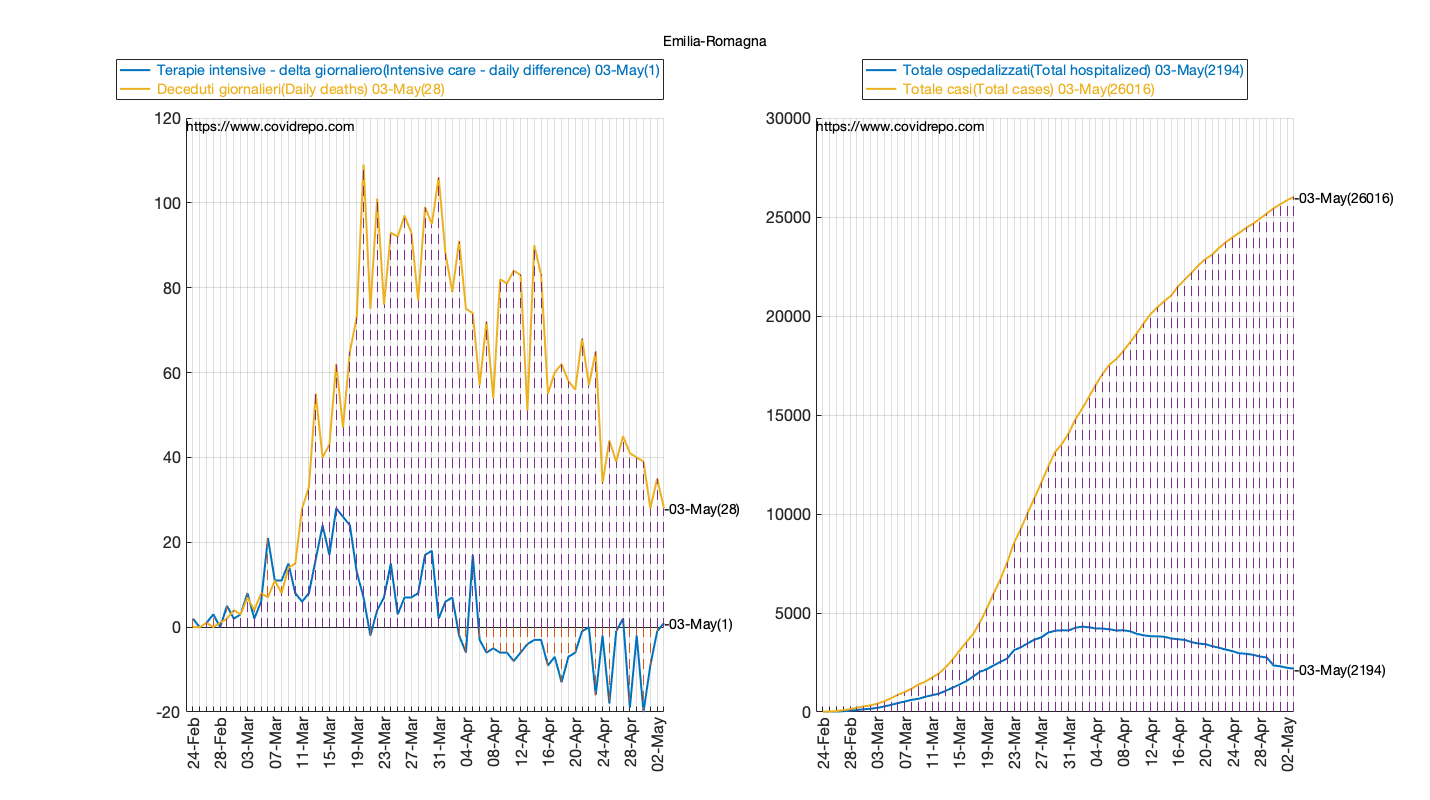 Emilia-Romagna
Terapie intensive - delta giornaliero(Intensive care - daily difference) 03-May(1)
Deceduti giornalieri(Daily deaths) 03-May(28)
https://www.covidrepo.com
120
100
80
60
40
20
0
-20
-03-May(28)
-03-May(1)
24-Feb
28-Feb
03-Mar
07-Mar
11-Mar
15-Mar
19-Mar
23-Mar
27-Mar
31-Mar
04-Apr
08-Apr
12-Apr
16-Apr
20-Apr
24-Apr
28-Apr
02-May
Totale ospedalizzati(Total hospitalized) 03-May(2194)
Totale casi(Total cases) 03-May(26016)
https://www.covidrepo.com
30000
25000
20000
15000
10000
5000
0
-03-May(26016)
-03-May(2194)
24-Feb
28-Feb
03-Mar
07-Mar
11-Mar
15-Mar
19-Mar
23-Mar
27-Mar
31-Mar
04-Apr
08-Apr
12-Apr
16-Apr
20-Apr
24-Apr
28-Apr
02-May